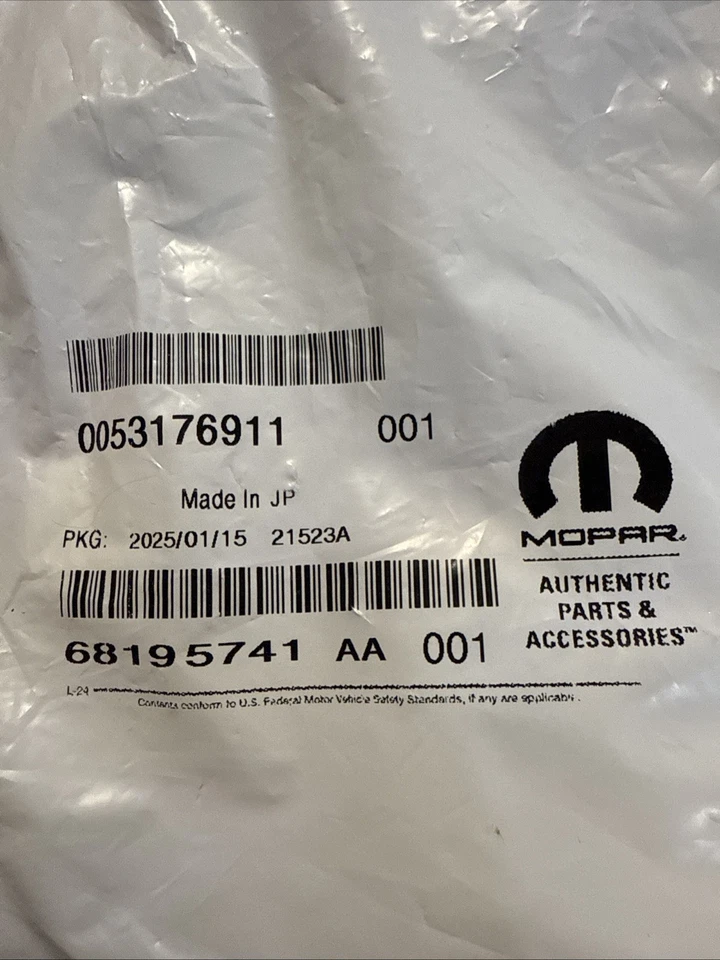 0053176911 001
Made In JP
PKG: 2025/01/15 21523A
68195741 AA 001
MOPAR®
AUTHENTIC
PARTS &
ACCESSORIES™
L-24
Contents conform to U.S. Federal Motor Vehicle Safety Standards, if any are applicable.